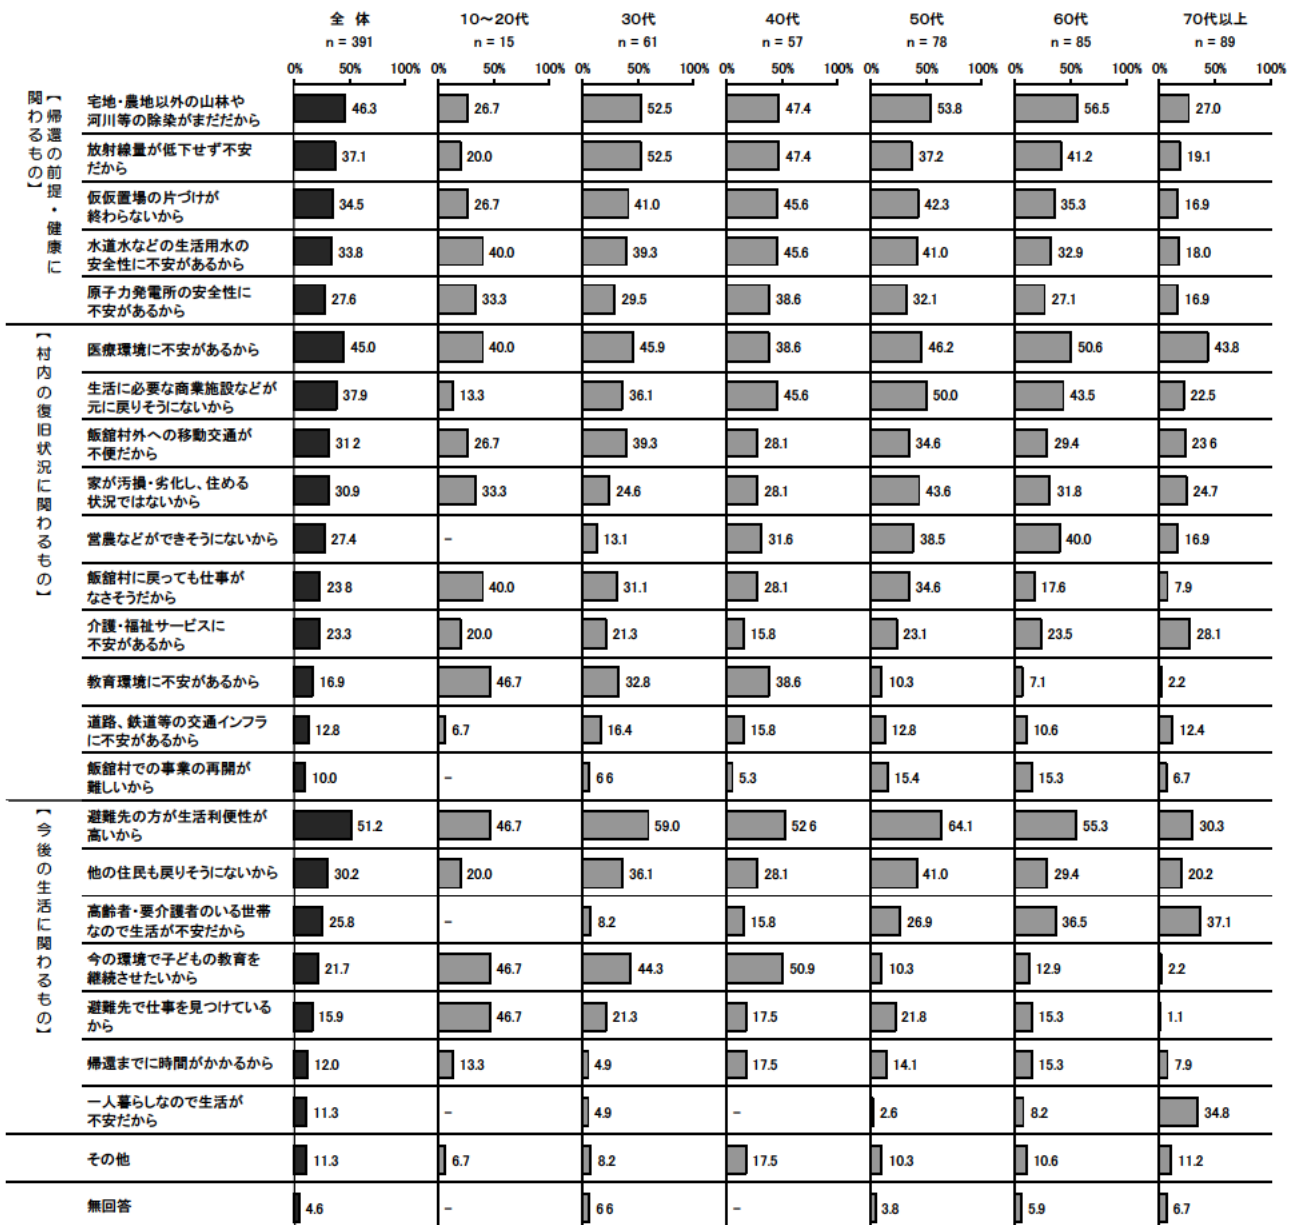 全 体 10～20代 30代 40代 50代 60代 70代以上
n = 391 n = 15 n = 61 n = 57 n = 78 n = 85 n = 89
0% 50% 100% 0% 50% 100% 0% 50% 100% 0% 50% 100% 0% 50% 100% 0% 50% 100% 0% 50% 100%
【帰還の前提・健康に
関わるもの】
宅地・農地以外の山林や
河川等の除染がまだだから
46.3 26.7 52.5 47.4 53.8 56.5 27.0
放射線量が低下せず不安
だから
37.1 20.0 52.5 47.4 37.2 41.2 19.1
仮仮置場の片づけが
終わらないから
34.5 26.7 41.0 45.6 42.3 35.3 16.9
水道水などの生活用水の
安全性に不安があるから
33.8 40.0 39.3 45.6 41.0 32.9 18.0
原子力発電所の安全性に
不安があるから
27.6 33.3 29.5 38.6 32.1 27.1 16.9
【村内の復旧状況に関わるもの】
医療環境に不安があるから
45.0 40.0 45.9 38.6 46.2 50.6 43.8
生活に必要な商業施設などが
元に戻りそうにないから
37.9 13.3 36.1 45.6 50.0 43.5 22.5
飯舘村外への移動交通が
不便だから
31 2 26.7 39.3 28.1 34.6 29.4 23 6
家が汚損・劣化し、住める
状況ではないから
30.9 33.3 24.6 28.1 43.6 31.8 24.7
営農などができそうにないから
27.4 － 13.1 31.6 38.5 40.0 16.9
飯舘村に戻っても仕事が
なさそうだから
23 8 40.0 31.1 28.1 34.6 17.6 7.9
介護・福祉サービスに
不安があるから
23.3 20.0 21.3 15.8 23.1 23.5 28.1
教育環境に不安があるから
16.9 46.7 32.8 38.6 10.3 7.1 2.2
道路、鉄道等の交通インフラ
に不安があるから
12.8 6.7 16.4 15.8 12.8 10.6 12.4
飯舘村での事業の再開が
難しいから
10.0 － 6 6 5.3 15.4 15.3 6.7
【今後の生活に関わるもの】
避難先の方が生活利便性が
高いから
51.2 46.7 59.0 52 6 64.1 55.3 30.3
他の住民も戻りそうにないから
30.2 20.0 36.1 28.1 41.0 29.4 20.2
高齢者・要介護者のいる世帯
なので生活が不安だから
25.8 － 8.2 15.8 26.9 36.5 37.1
今の環境で子どもの教育を
継続させたいから
21.7 46.7 44.3 50.9 10.3 12.9 2.2
避難先で仕事を見つけている
から
15.9 46.7 21.3 17.5 21.8 15.3 1.1
帰還までに時間がかかるから
12.0 13.3 4.9 17.5 14.1 15.3 7.9
一人暮らしなので生活が
不安だから
11.3 － 4.9 － 2.6 8.2 34.8
その他
11.3 6.7 8.2 17.5 10.3 10.6 11.2
無回答
4.6 － 6 6 － 3.8 5.9 6.7